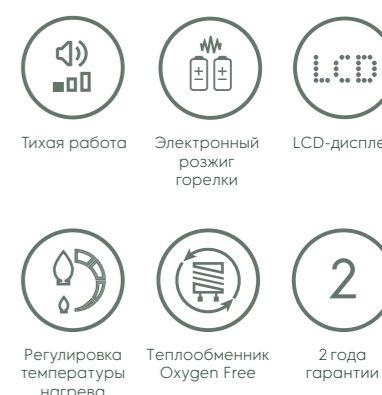 LCD
Тихая работа
Электронный
розжиг
горелки
LCD-диспле
2
Регулировка
температуры
нагрева
Теплообменник
Oxygen Free
2 года
гарантии